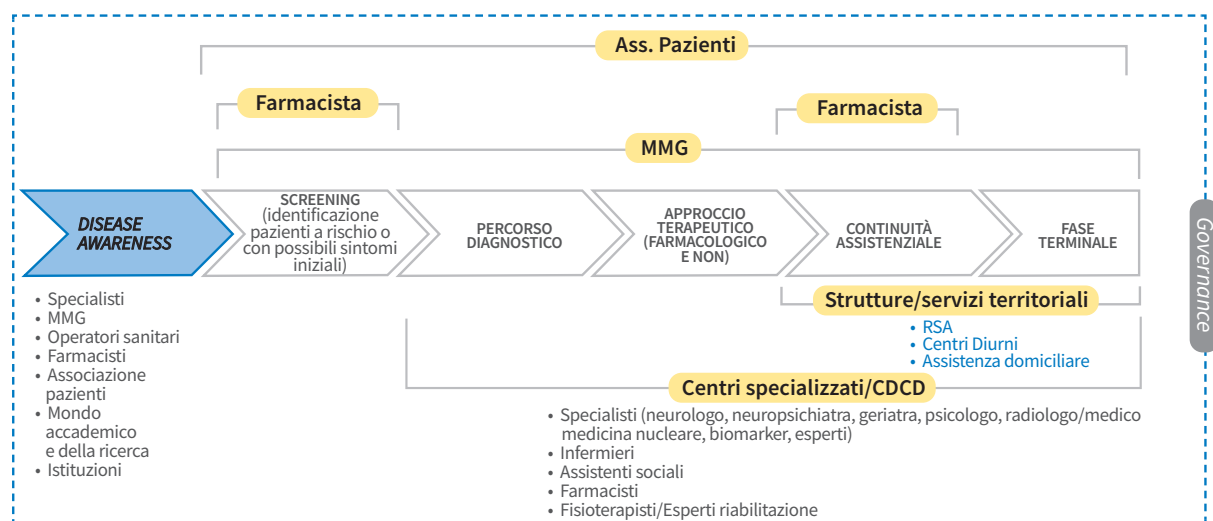 Ass. Pazienti
Farmacista
Farmacista
MMG
DISEASE
AWARENESS
SCREENING
(identificazione
pazienti a rischio o
con possibili sintomi
iniziali)
PERCORSO
DIAGNOSTICO
APPROCCIO
TERAPEUTICO
(FARMACOLOGICO
E NON)
CONTINUITÀ
ASSISTENZIALE
FASE
TERMINALE
Governance
• Specialisti
• MMG
• Operatori sanitari
• Farmacisti
• Associazione
pazienti
• Mondo
accademico
e della ricerca
• Istituzioni
Strutture/servizi territoriali
• RSA
• Centri Diurni
• Assistenza domiciliare
Centri specializzati/CDCD
• Specialisti (neurologo, neuropsichiatra, geriatra, psicologo, radiologo/medico
medicina nucleare, biomarker, esperti)
• Infermieri
• Assistenti sociali
• Farmacisti
• Fisioterapisti/Esperti riabilitazione